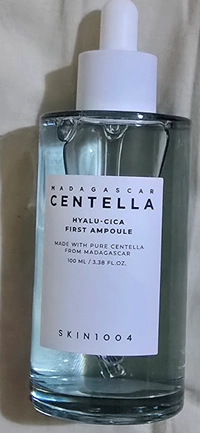 MADAGASCAR
CENTELLA
HYALU-CICA
FIRST AMPOULE
MADE WITH PURE CENTELLA
FROM MADAGASCAR
100 ML / 3.38 FL.OZ.
SKIN1004